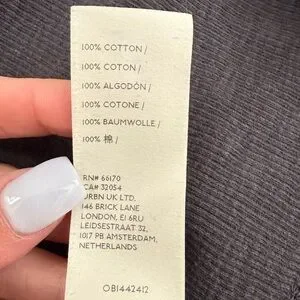 100% COTTON /
100% COTON /
100% ALGODÓN /
100% COTONE /
100% BAUMWOLLE /
100% 棉 /
RN# 66170
CA# 32054
URBN UK LTD.
146 BRICK LANE
LONDON, E1 6RU
LEIDSESTRAAT 32,
1017 PB AMSTERDAM,
NETHERLANDS
OB1442412